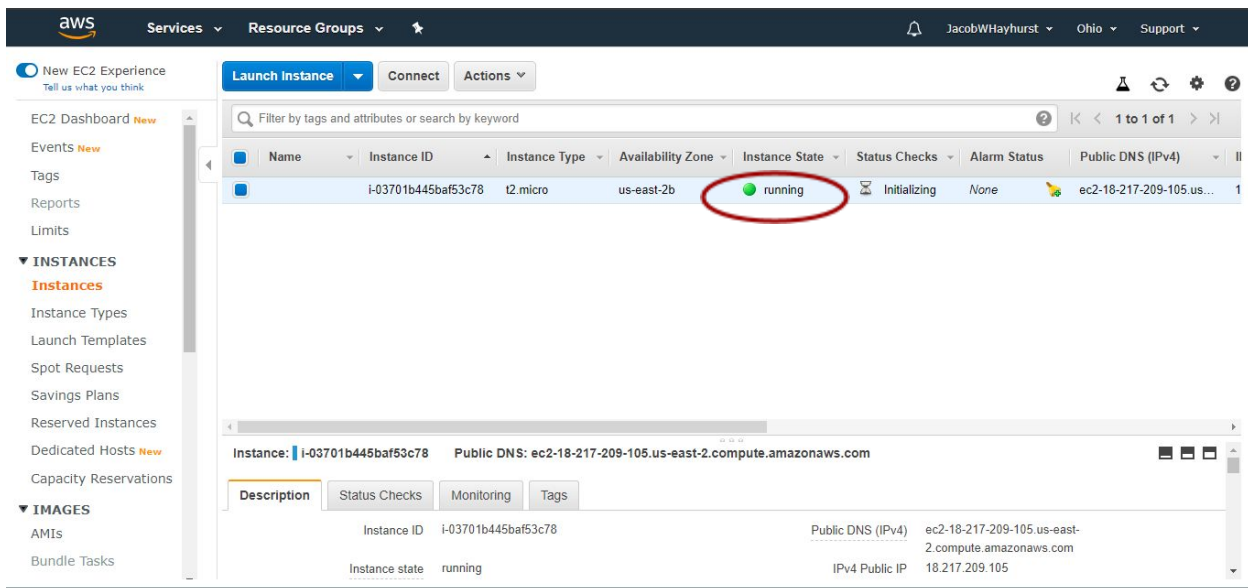 aws Services Resource Groups JacobWHayhurst Ohio Support
New EC2 Experience
Tell us what you think
EC2 Dashboard New
Events New
Tags
Reports
Limits
INSTANCES
Instances
Instance Types
Launch Templates
Spot Requests
Savings Plans
Reserved Instances
Dedicated Hosts New
Capacity Reservations
IMAGES
AMIs
Bundle Tasks
Launch Instance Connect Actions
Filter by tags and attributes or search by keyword 1 to 1 of 1
Name Instance ID Instance Type Availability Zone Instance State Status Checks Alarm Status Public DNS (IPv4)
i-03701b445baf53c78 t2.micro us-east-2b running Initializing None ec2-18-217-209-105.us... 1
Instance: i-03701b445baf53c78 Public DNS: ec2-18-217-209-105.us-east-2.compute.amazonaws.com
Description Status Checks Monitoring Tags
Instance ID i-03701b445baf53c78 Public DNS (IPv4) ec2-18-217-209-105.us-east-
2.compute.amazonaws.com
Instance state running IPv4 Public IP 18.217.209.105